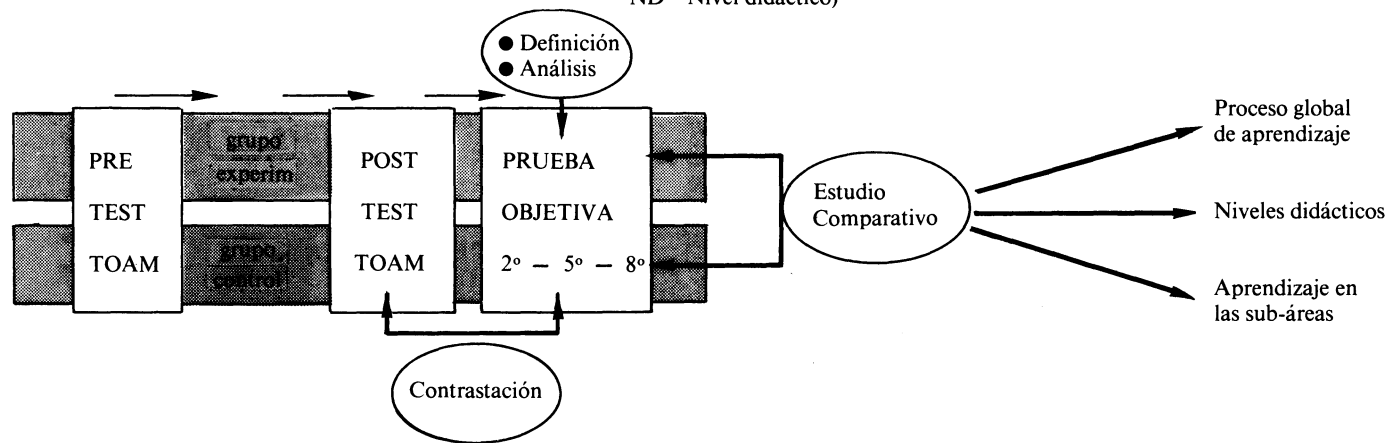 ND – Nivel didáctico)
● Definición
● Análisis
PRE
TEST
TOAM
grupo
experim
grupo
control
POST
TEST
TOAM
PRUEBA
OBJETIVA
2º – 5º – 8º
Contrastación
Estudio
Comparativo
Proceso global
de aprendizaje
Niveles didácticos
Aprendizaje en
las sub-áreas